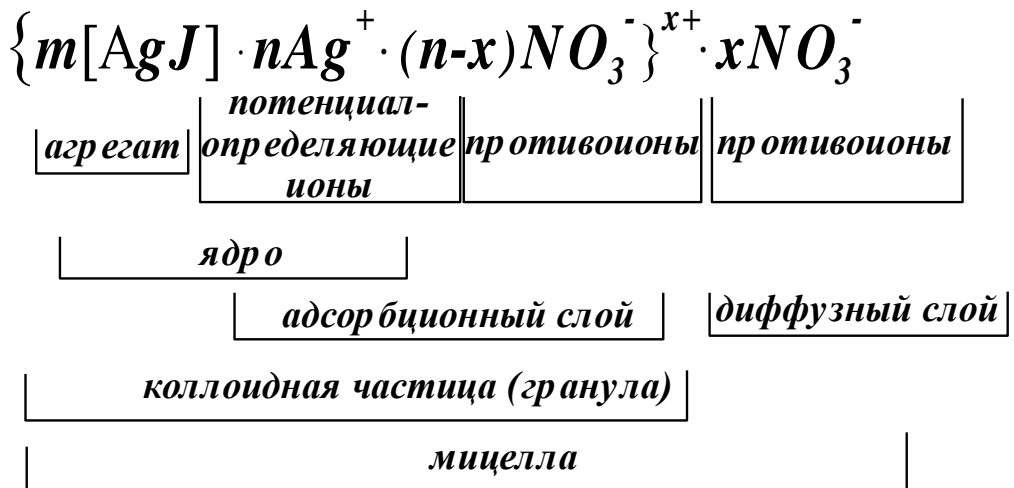 {m[AgJ] · nAg⁺ · (n-x)NO₃⁻}ˣ⁺ · xNO₃⁻
потенциал-
агрегат определяющие противоионы противоионы
ионы
ядро
адсорбционный слой диффузный слой
коллоидная частица (гранула)
мицелла